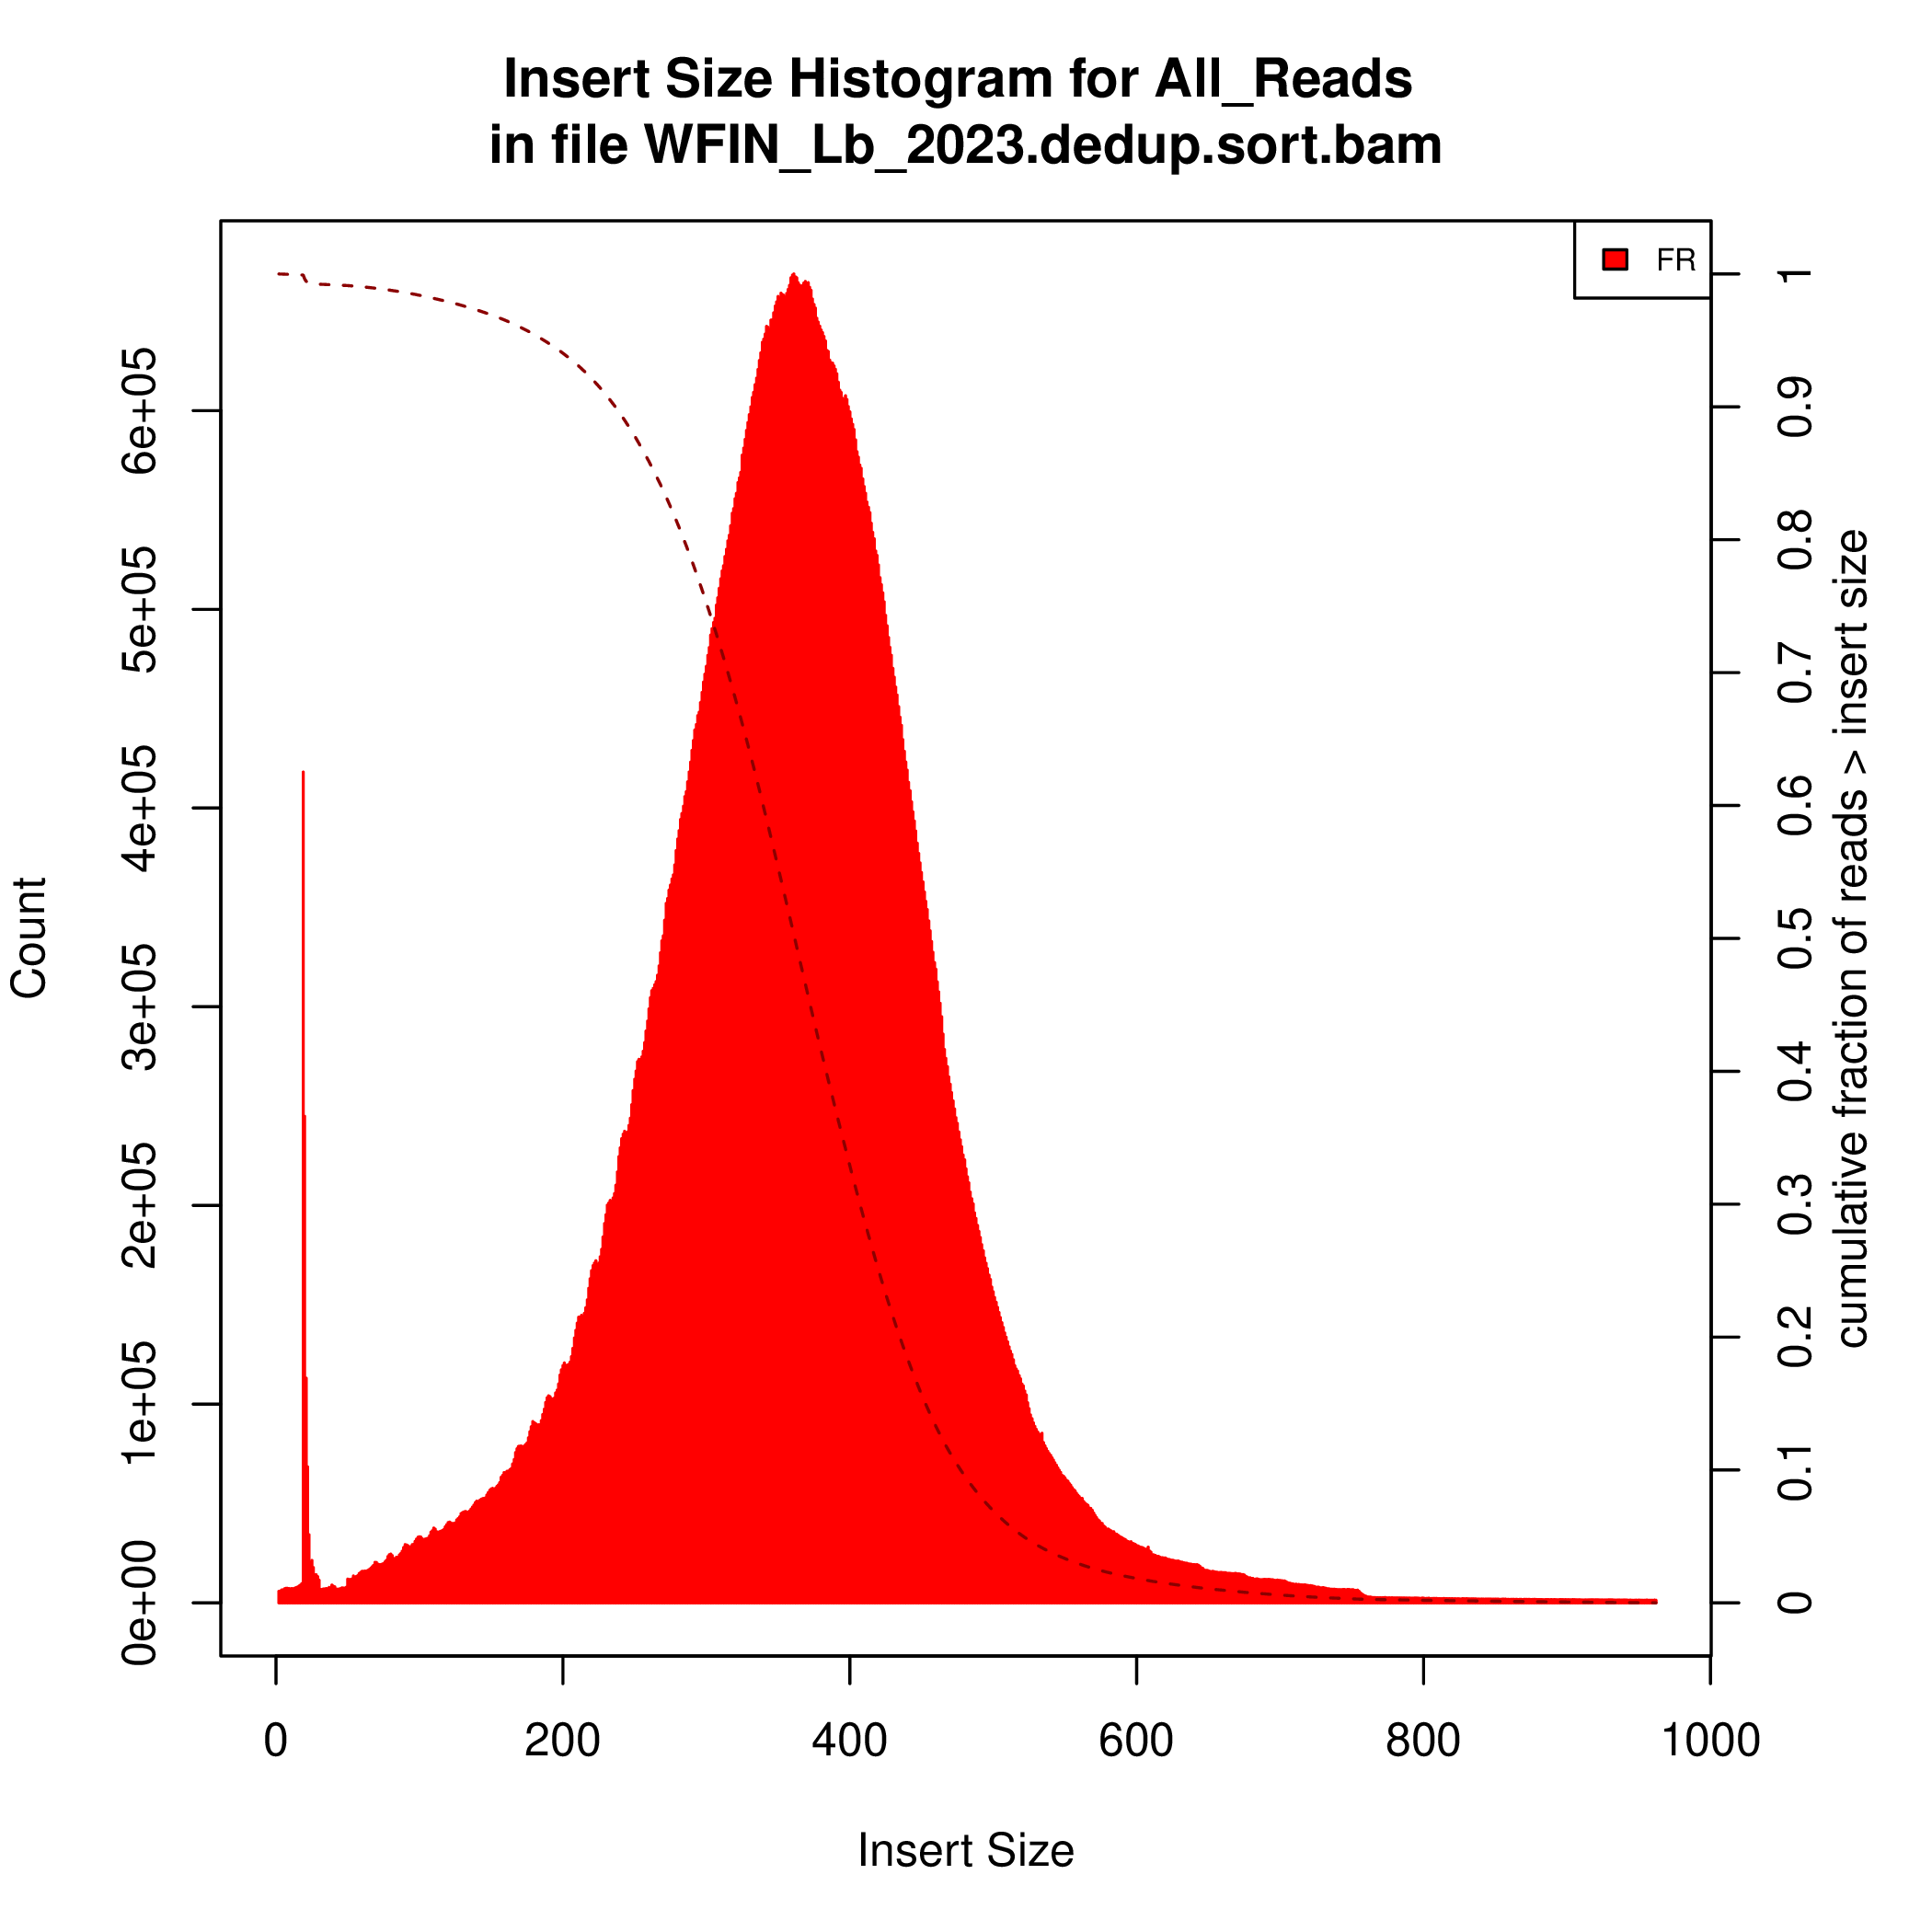 Insert Size Histogram for All_Reads
in file WFIN_Lb_2023.dedup.sort.bam
FR
Count
0e+00
1e+05
2e+05
3e+05
4e+05
5e+05
6e+05
0
0.1
0.2
0.3
0.4
0.5
0.6
0.7
0.8
0.9
1
cumulative fraction of reads > insert size
0
200
400
600
800
1000
Insert Size